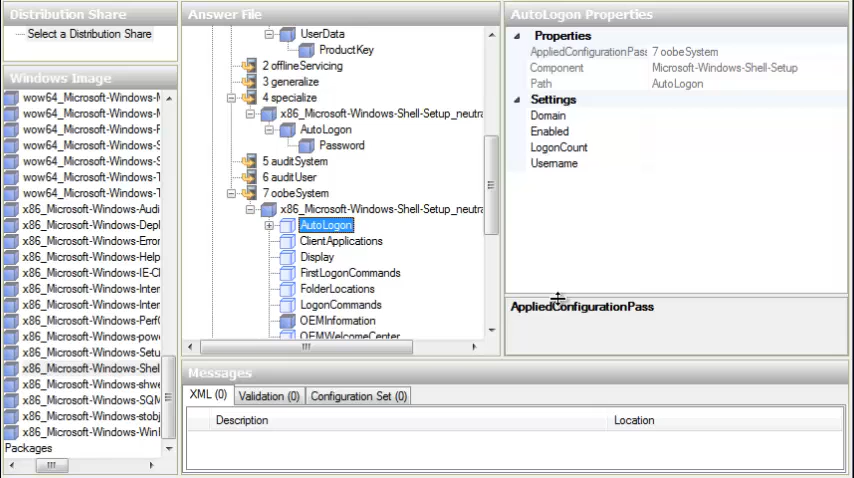 Distribution Share
Select a Distribution Share
Windows Image
wow64_Microsoft-Windows-M
wow64_Microsoft-Windows-M
wow64_Microsoft-Windows-F
wow64_Microsoft-Windows-S
wow64_Microsoft-Windows-S
wow64_Microsoft-Windows-T
wow64_Microsoft-Windows-T
x86_Microsoft-Windows-Audi
x86_Microsoft-Windows-Depl
x86_Microsoft-Windows-Error
x86_Microsoft-Windows-Help
x86_Microsoft-Windows-IE-Cl
x86_Microsoft-Windows-Inter
x86_Microsoft-Windows-Inter
x86_Microsoft-Windows-PerfC
x86_Microsoft-Windows-powe
x86_Microsoft-Windows-Setu
x86_Microsoft-Windows-Shel
x86_Microsoft-Windows-shwe
x86_Microsoft-Windows-SQM
x86_Microsoft-Windows-stobj
x86_Microsoft-Windows-WinI
Packages
Answer File
UserData
ProductKey
2 offlineServicing
3 generalize
4 specialize
x86_Microsoft-Windows-Shell-Setup_neutra
AutoLogon
Password
5 auditSystem
6 auditUser
7 oobeSystem
x86_Microsoft-Windows-Shell-Setup_neutra
AutoLogon
ClientApplications
Display
FirstLogonCommands
FolderLocations
LogonCommands
OEMInformation
OEMWelcomeCenter
AutoLogon Properties
Properties
AppliedConfigurationPass 7 oobeSystem
Component Microsoft-Windows-Shell-Setup
Path AutoLogon
Settings
Domain
Enabled
LogonCount
Username
AppliedConfigurationPass
Messages
XML (0) Validation (0) Configuration Set (0)
Description Location